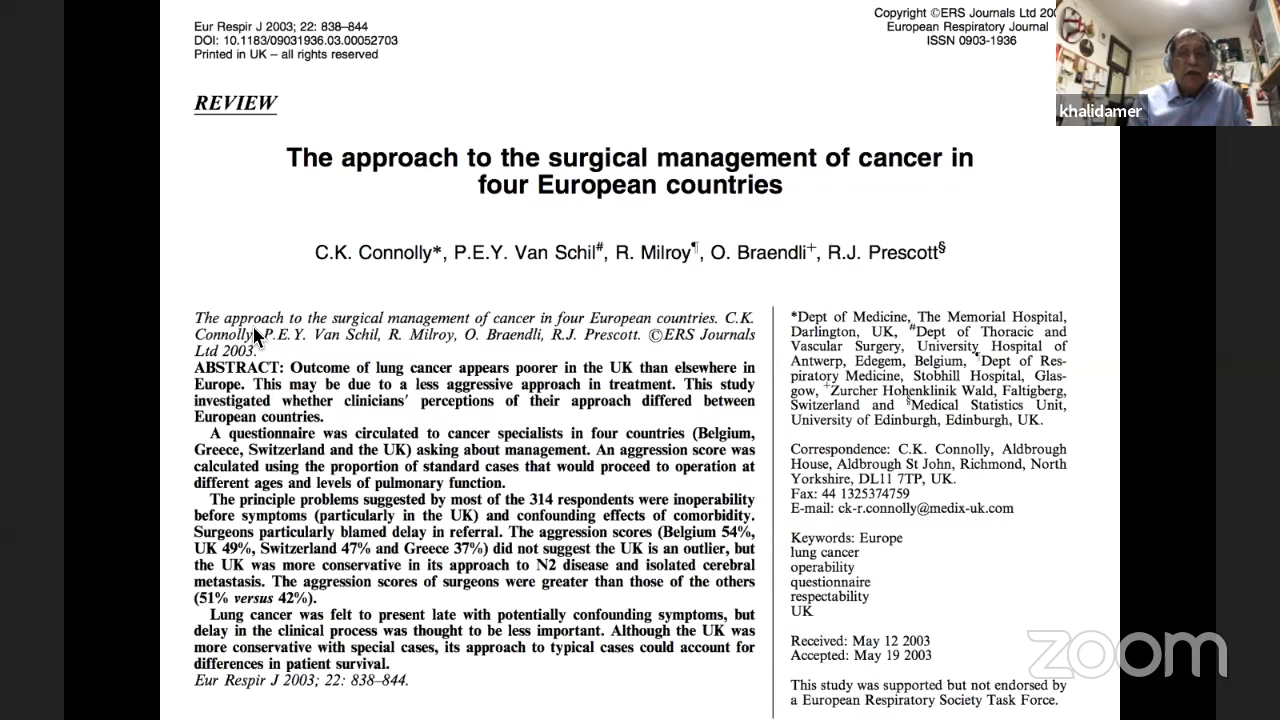 Eur Respir J 2003; 22: 838–844
DOI: 10.1183/09031936.03.00052703
Printed in UK – all rights reserved
Copyright ©ERS Journals Ltd
European Respiratory Journal
ISSN 0903-1936
khalidamer
REVIEW
The approach to the surgical management of cancer in
four European countries
C.K. Connolly*, P.E.Y. Van Schil#, R. Milroy¶, O. Braendli+, R.J. Prescott§
The approach to the surgical management of cancer in four European countries. C.K.
Connolly, P.E.Y. Van Schil, R. Milroy, O. Braendli, R.J. Prescott. ©ERS Journals
Ltd 2003.
ABSTRACT: Outcome of lung cancer appears poorer in the UK than elsewhere in
Europe. This may be due to a less aggressive approach in treatment. This study
investigated whether clinicians' perceptions of their approach differed between
European countries.
A questionnaire was circulated to cancer specialists in four countries (Belgium,
Greece, Switzerland and the UK) asking about management. An aggression score was
calculated using the proportion of standard cases that would proceed to operation at
different ages and levels of pulmonary function.
The principle problems suggested by most of the 314 respondents were inoperability
before symptoms (particularly in the UK) and confounding effects of comorbidity.
Surgeons particularly blamed delay in referral. The aggression scores (Belgium 54%,
UK 49%, Switzerland 47% and Greece 37%) did not suggest the UK is an outlier, but
the UK was more conservative in its approach to N2 disease and isolated cerebral
metastasis. The aggression scores of surgeons were greater than those of the others
(51% versus 42%).
Lung cancer was felt to present late with potentially confounding symptoms, but
delay in the clinical process was thought to be less important. Although the UK was
more conservative with special cases, its approach to typical cases could account for
differences in patient survival.
Eur Respir J 2003; 22: 838–844.
*Dept of Medicine, The Memorial Hospital,
Darlington, UK, #Dept of Thoracic and
Vascular Surgery, University Hospital of
Antwerp, Edegem, Belgium, ¶Dept of Res-
piratory Medicine, Stobhill Hospital, Glas-
gow, +Zurcher Hohenklinik Wald, Faltigberg,
Switzerland and §Medical Statistics Unit,
University of Edinburgh, Edinburgh, UK.
Correspondence: C.K. Connolly, Aldbrough
House, Aldbrough St John, Richmond, North
Yorkshire, DL11 7TP, UK.
Fax: 44 1325374759
E-mail: ck-r.connolly@medix-uk.com
Keywords: Europe
lung cancer
operability
questionnaire
respectability
UK
Received: May 12 2003
Accepted: May 19 2003
This study was supported but not endorsed by
a European Respiratory Society Task Force.
zoom